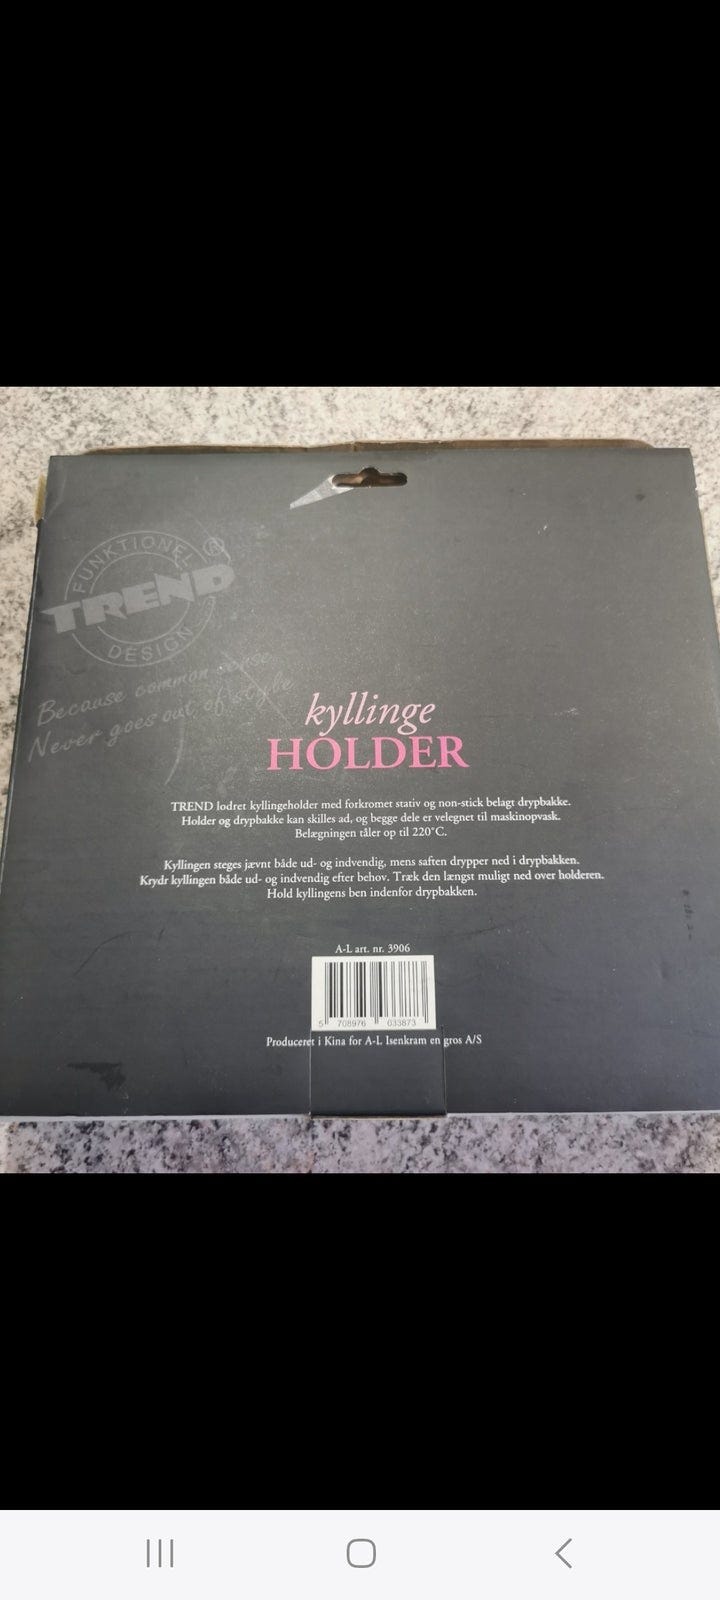 FUNKTIONEL ®
TREND
DESIGN
Because common sense
Never goes out of style
kyllinge
HOLDER
TREND lodret kyllingeholder med forkromet stativ og non-stick belagt drypbakke.
Holder og drypbakke kan skilles ad, og begge dele er velegnet til maskinopvask.
Belægningen tåler op til 220°C.
Kyllingen steges jævnt både ud- og indvendig, mens saften drypper ned i drypbakken.
Krydr kyllingen både ud- og indvendig efter behov. Træk den længst muligt ned over holderen.
Hold kyllingens ben indenfor drypbakken.
A-L art. nr. 3906
5 708976 033873
Produceret i Kina for A-L Isenkram en gros A/S